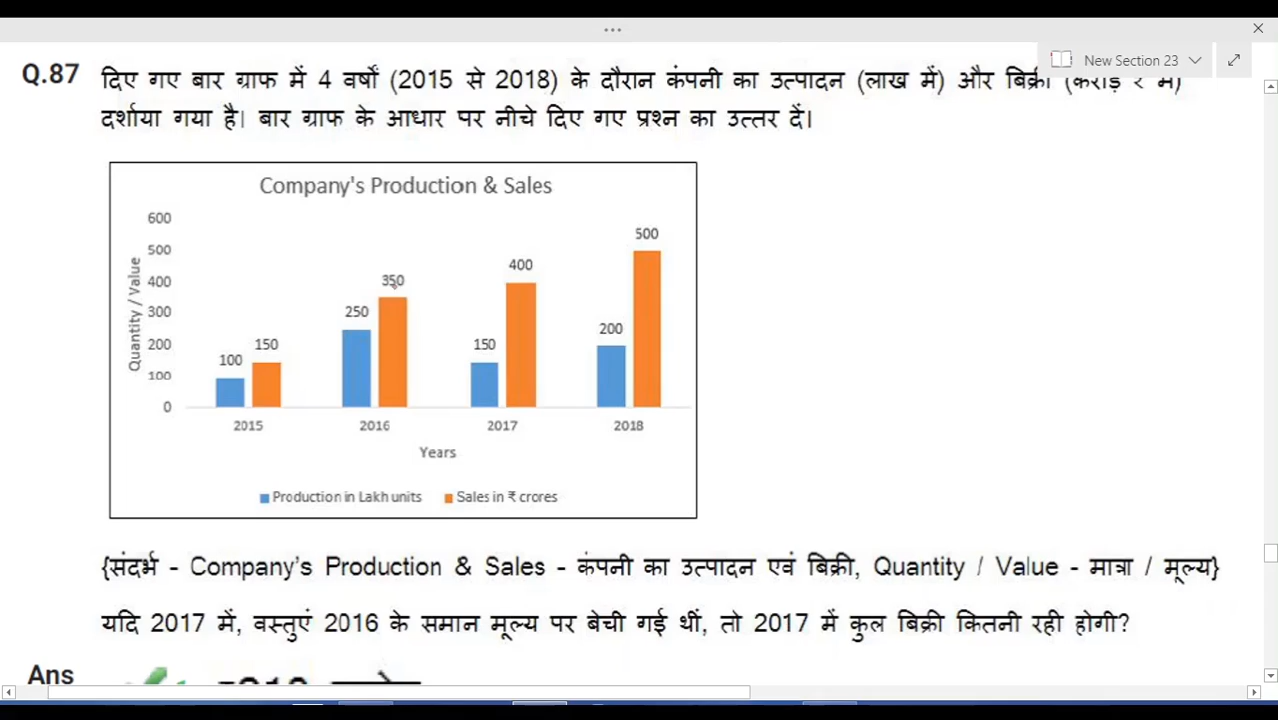 New Section 23
Q.87 दिए गए बार ग्राफ में 4 वर्षों (2015 से 2018) के दौरान कंपनी का उत्पादन (लाख में) और बिक्री (करोड़ ₹ में)
दर्शाया गया है। बार ग्राफ के आधार पर नीचे दिए गए प्रश्न का उत्तर दें।
Company's Production & Sales
600
500
400
300
200
100
0
Quantity / Value
100 150
250 350
150 400
200 500
2015 2016 2017 2018
Years
Production in Lakh units Sales in ₹ crores
{संदर्भ - Company's Production & Sales - कंपनी का उत्पादन एवं बिक्री, Quantity / Value - मात्रा / मूल्य}
यदि 2017 में, वस्तुएं 2016 के समान मूल्य पर बेची गई थीं, तो 2017 में कुल बिक्री कितनी रही होगी?
Ans